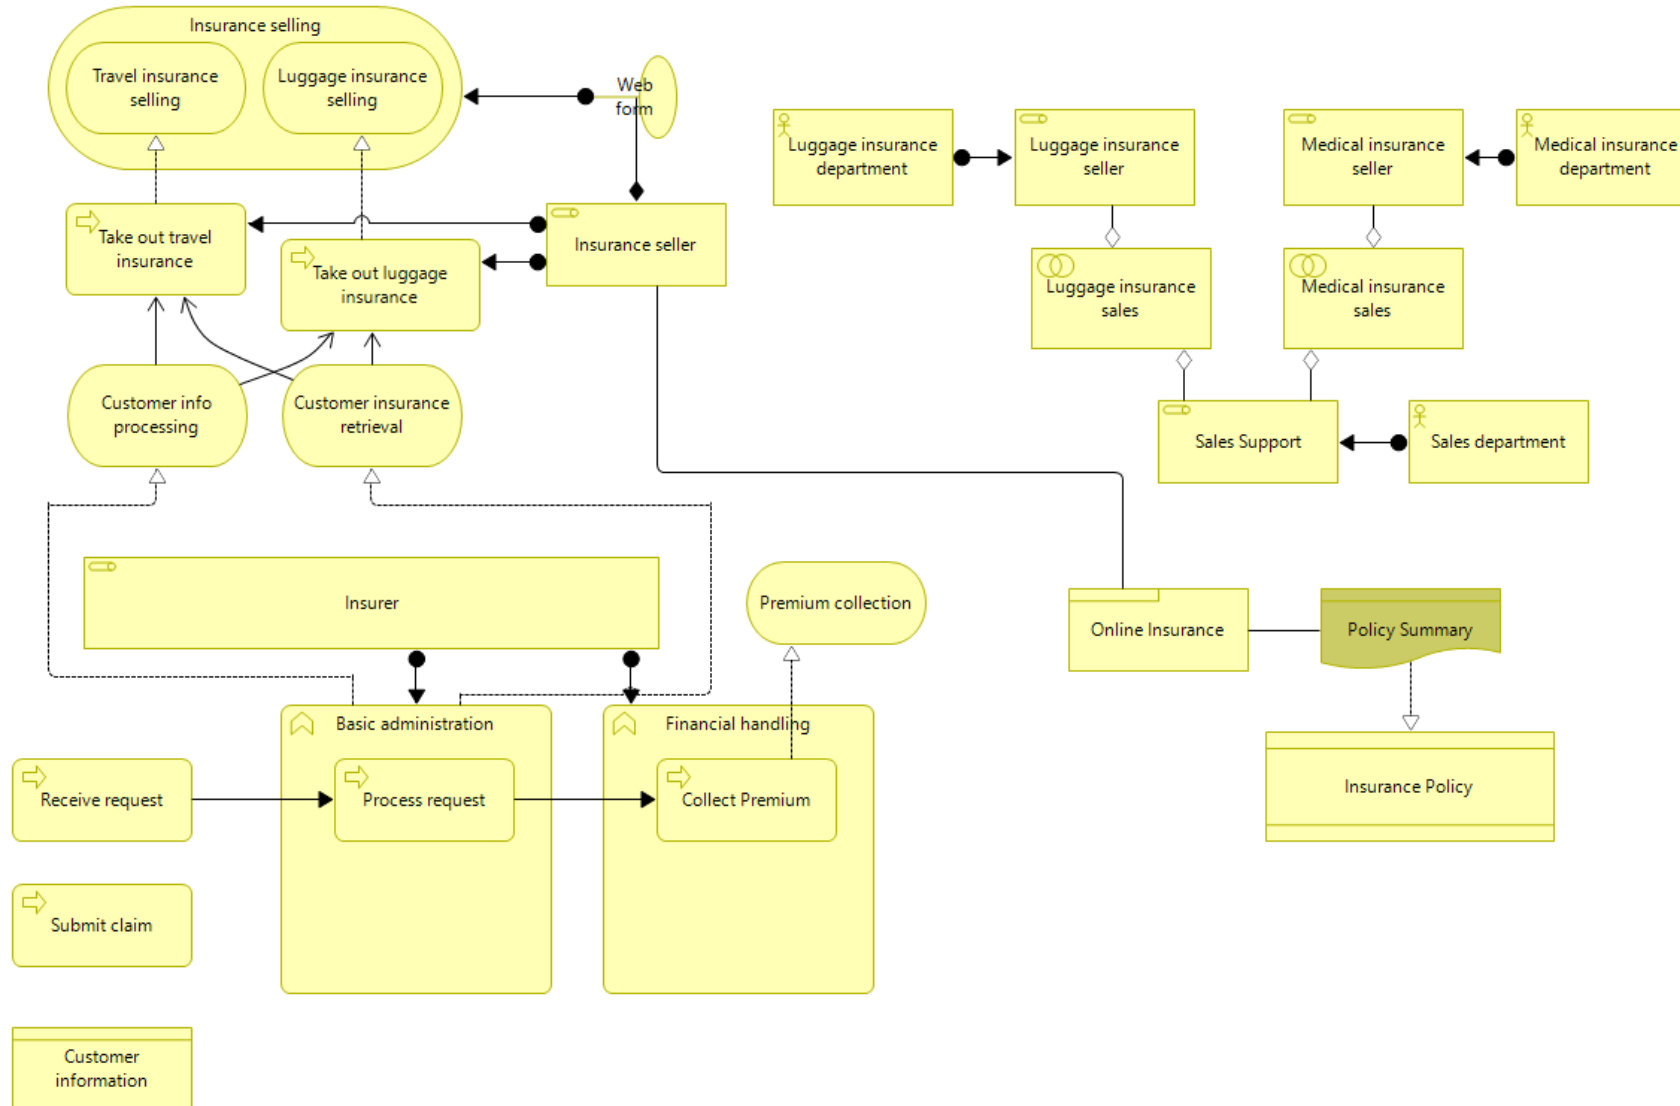 Insurance selling
Travel insurance
selling
Luggage insurance
selling
Web
form
Luggage insurance
department
Luggage insurance
seller
Medical insurance
seller
Medical insurance
department
Take out travel
insurance
Take out luggage
insurance
Insurance seller
Luggage insurance
sales
Medical insurance
sales
Customer info
processing
Customer insurance
retrieval
Sales Support
Sales department
Insurer
Premium collection
Online Insurance
Policy Summary
Basic administration
Financial handling
Receive request
Process request
Collect Premium
Insurance Policy
Submit claim
Customer
information